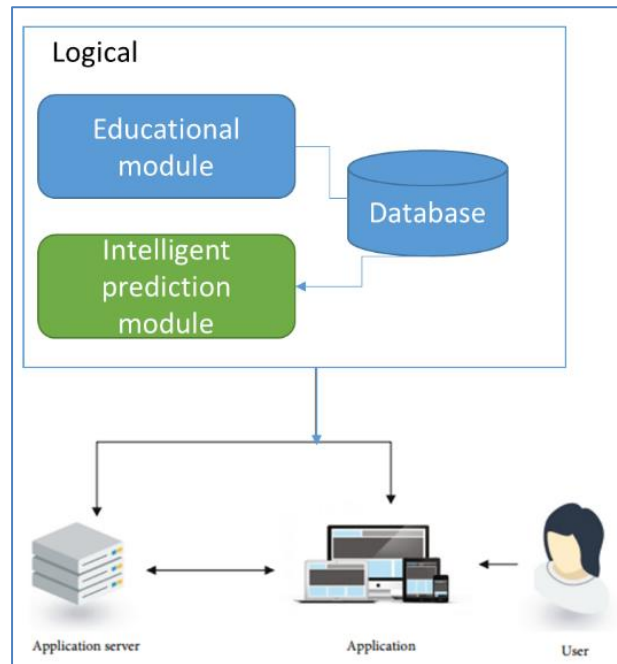 Logical
Educational
module
Database
Intelligent
prediction
module
Application server
Application
User